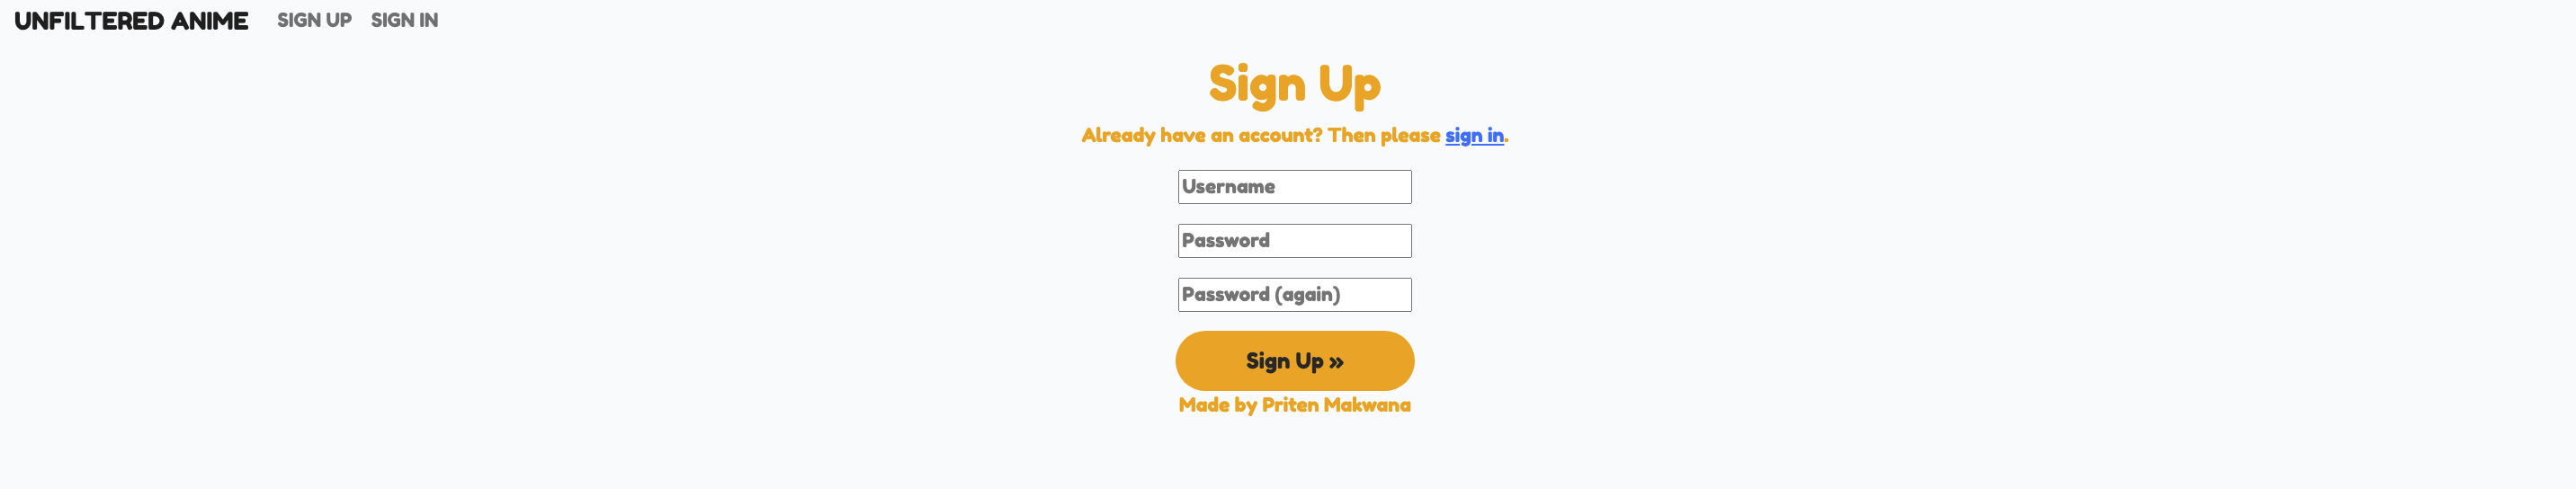 UNFILTERED ANIME SIGN UP SIGN IN
Sign Up
Already have an account? Then please sign in.
Username
Password
Password (again)
Sign Up »
Made by Priten Makwana